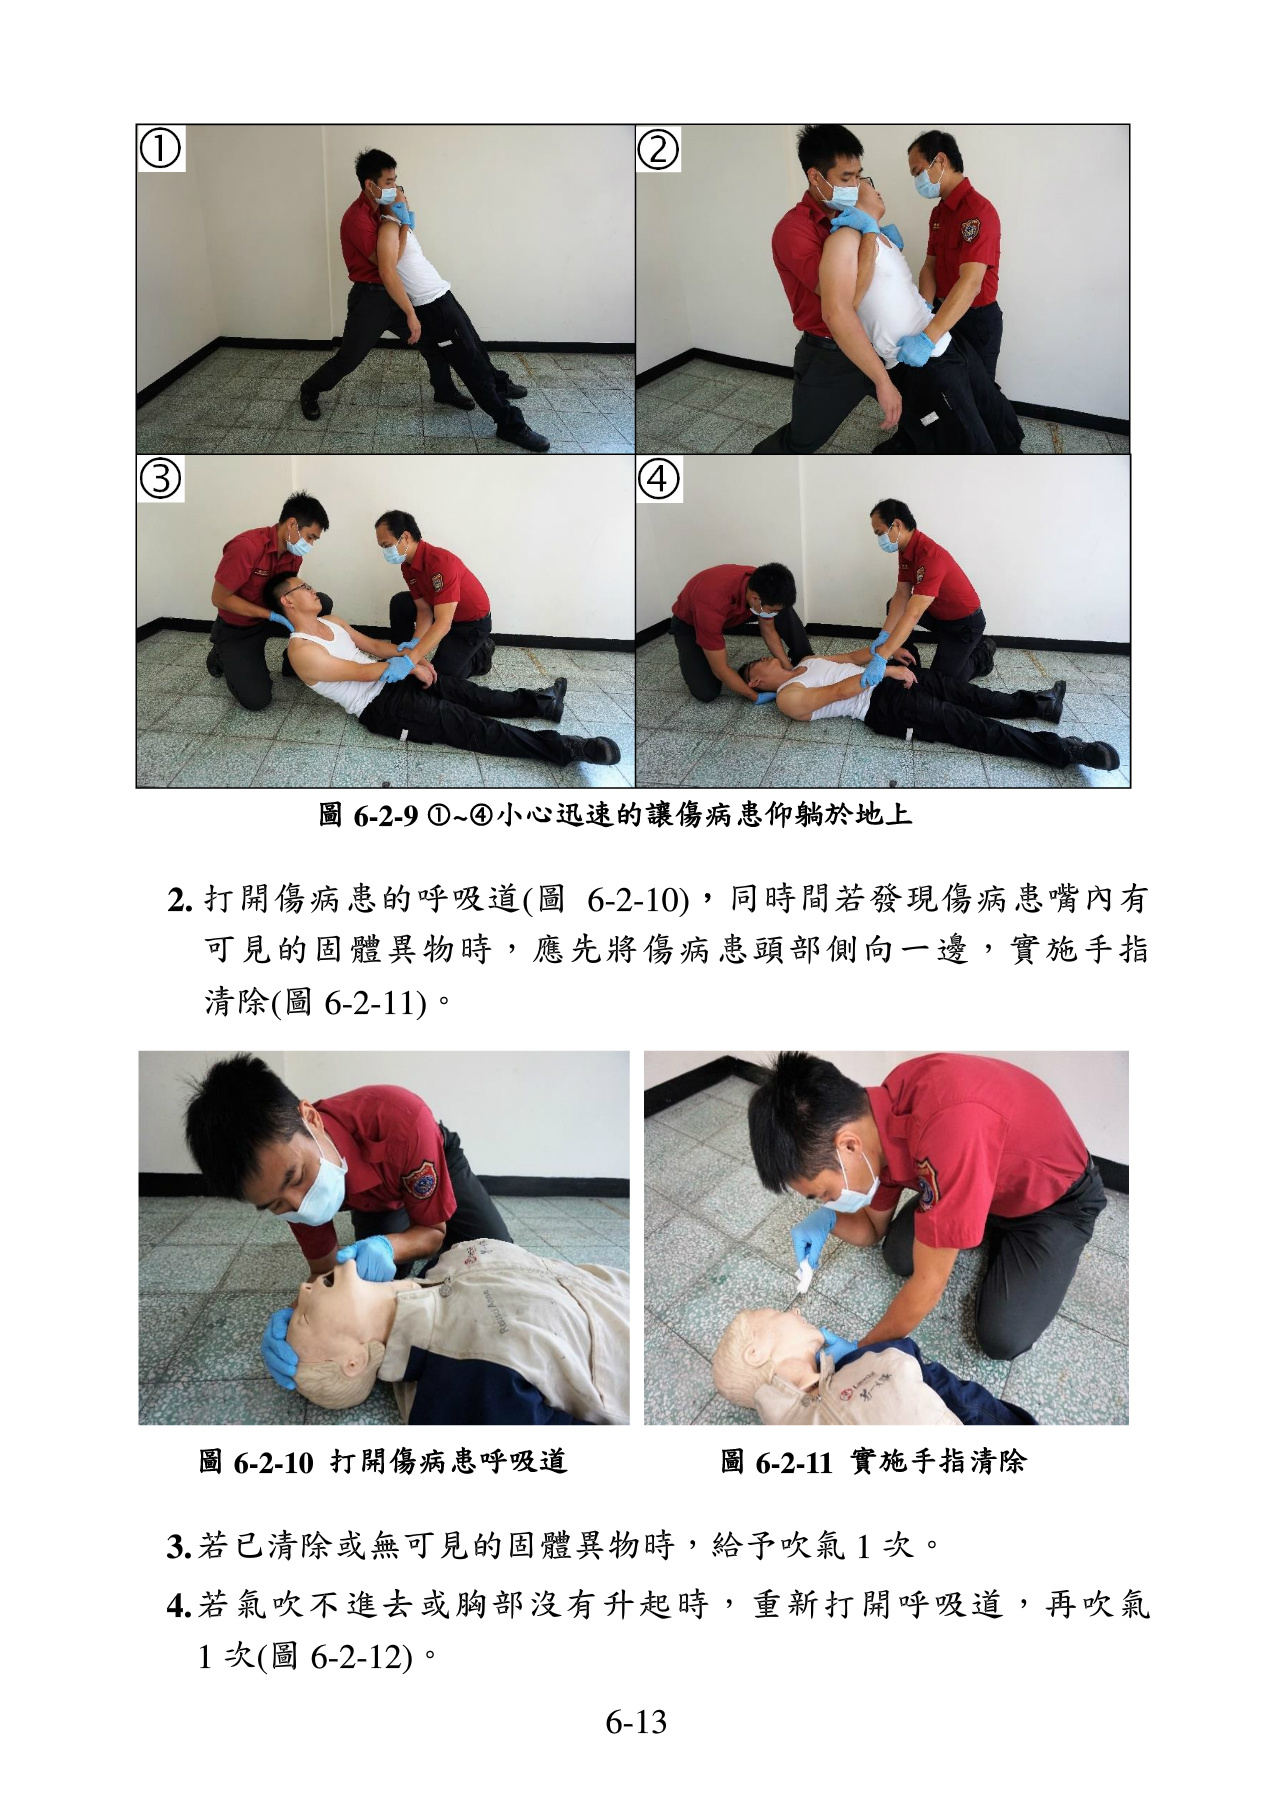 ①
②
③
④
圖 6-2-9 ①~④小心迅速的讓傷病患仰躺於地上
2. 打開傷病患的呼吸道(圖 6-2-10)，同時間若發現傷病患嘴內有
可見的固體異物時，應先將傷病患頭部側向一邊，實施手指
清除(圖 6-2-11)。
圖 6-2-10 打開傷病患呼吸道
圖 6-2-11 實施手指清除
3.若已清除或無可見的固體異物時，給予吹氣 1 次。
4.若氣吹不進去或胸部沒有升起時，重新打開呼吸道，再吹氣
1 次(圖 6-2-12)。
6-13